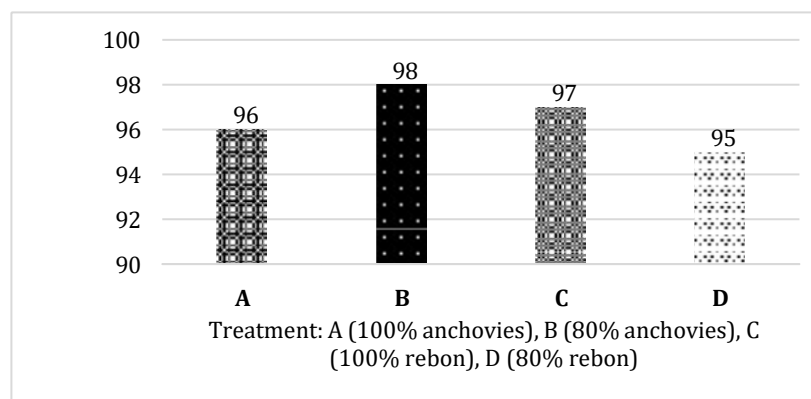 100
98
96
94
92
90
96
98
97
95
A
B
C
D
Treatment: A (100% anchovies), B (80% anchovies), C
(100% rebon), D (80% rebon)